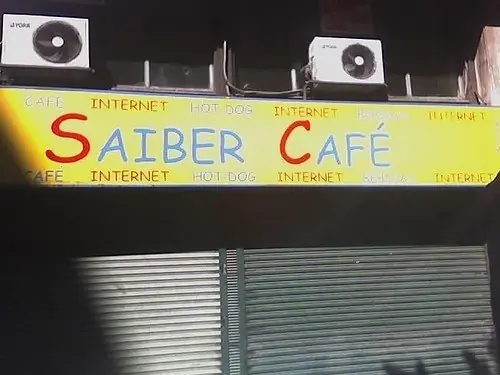 YORK
CAFE INTERNET HOT DOG INTERNET INTERNET
SAIBER CAFÉ
CAFE INTERNET HOT-DOG INTERNET INTERNET